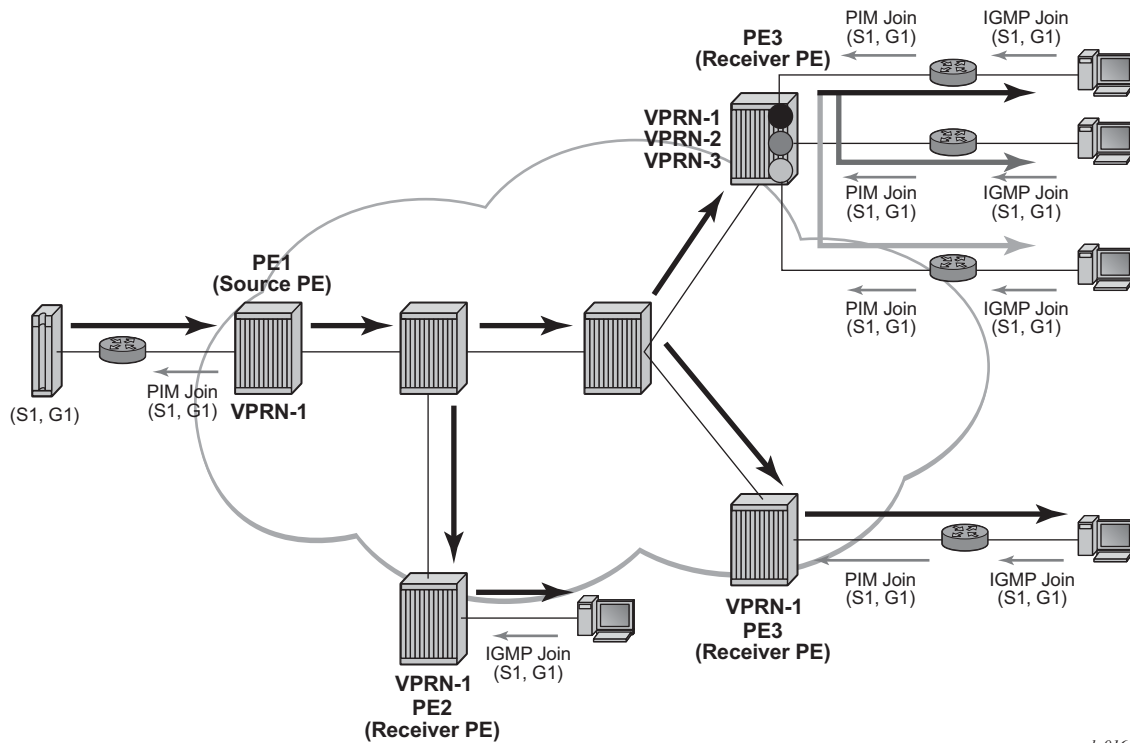 PE3
(Receiver PE)
PIM Join
(S1, G1)
IGMP Join
(S1, G1)
VPRN-1
VPRN-2
VPRN-3
PIM Join
(S1, G1)
IGMP Join
(S1, G1)
PE1
(Source PE)
PIM Join
(S1, G1)
IGMP Join
(S1, G1)
(S1, G1)
PIM Join
(S1, G1)
VPRN-1
PIM Join
(S1, G1)
IGMP Join
(S1, G1)
VPRN-1
PE3
(Receiver PE)
IGMP Join
(S1, G1)
VPRN-1
PE2
(Receiver PE)